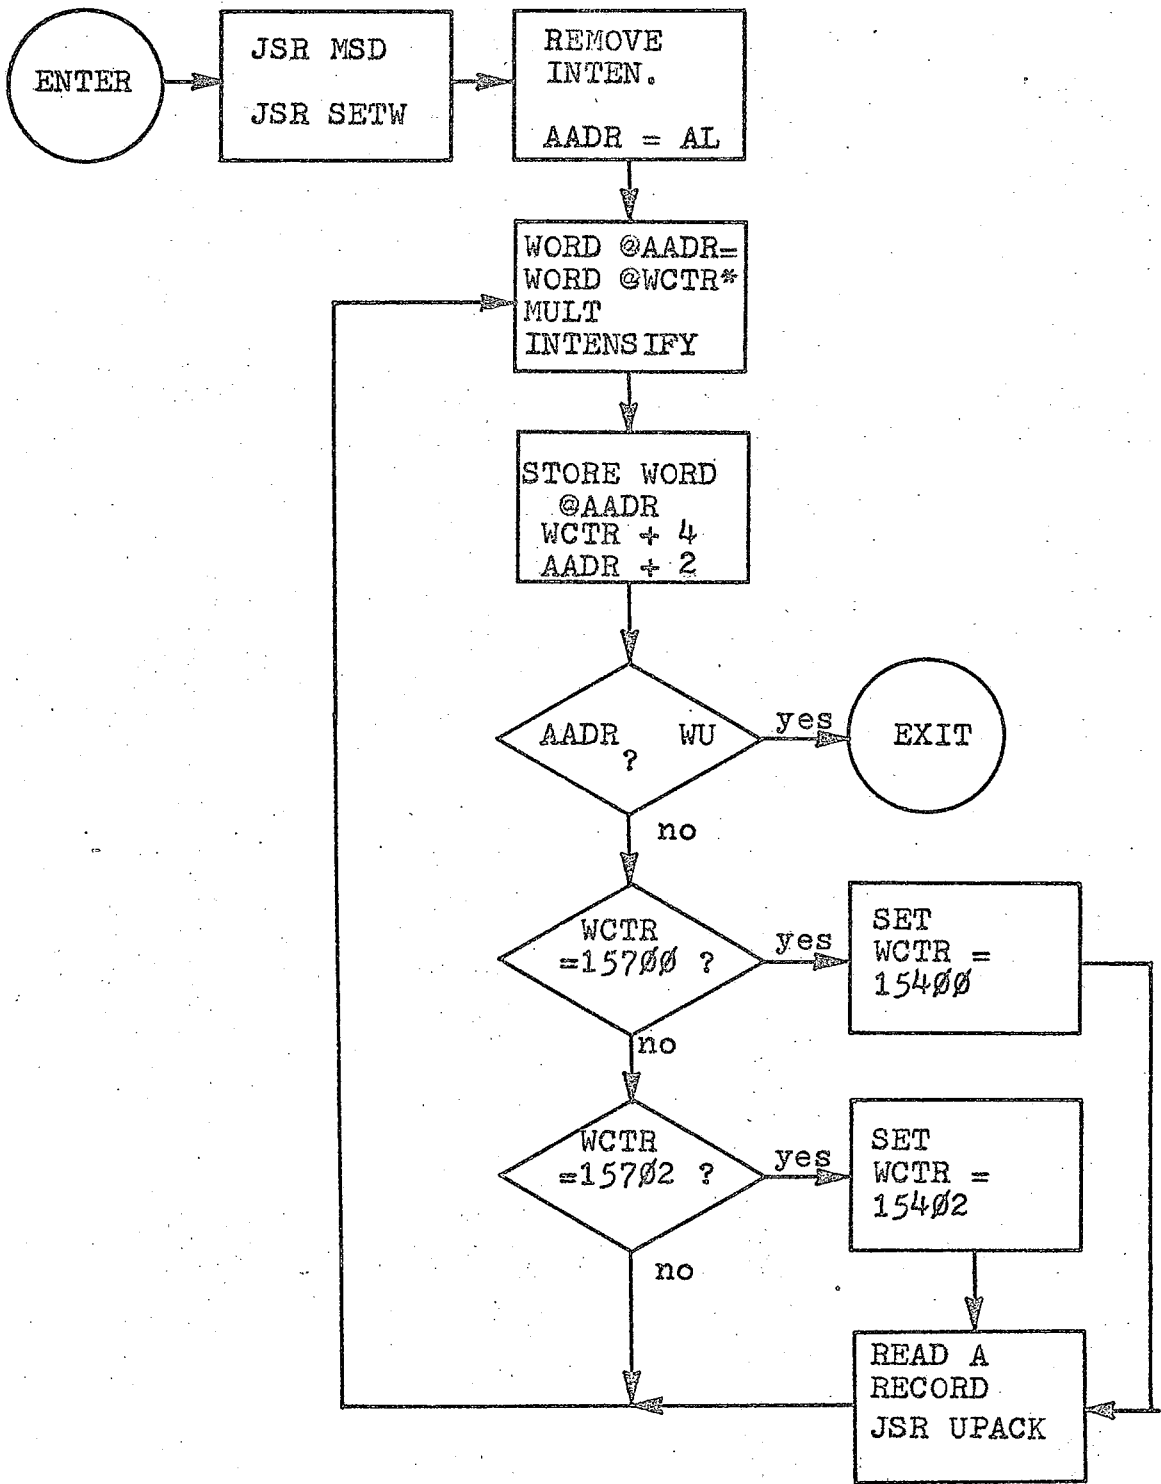 ENTER
JSR MSD
JSR SETW
REMOVE
INTEN.
AADR = AL
WORD @AADR=
WORD @WCTR*
MULT
INTENSIFY
STORE WORD
@AADR
WCTR + 4
AADR + 2
AADR WU
?
yes
EXIT
no
WCTR
=157ØØ ?
yes
SET
WCTR =
154ØØ
no
WCTR
=157Ø2 ?
yes
SET
WCTR =
154Ø2
no
READ A
RECORD
JSR UPACK